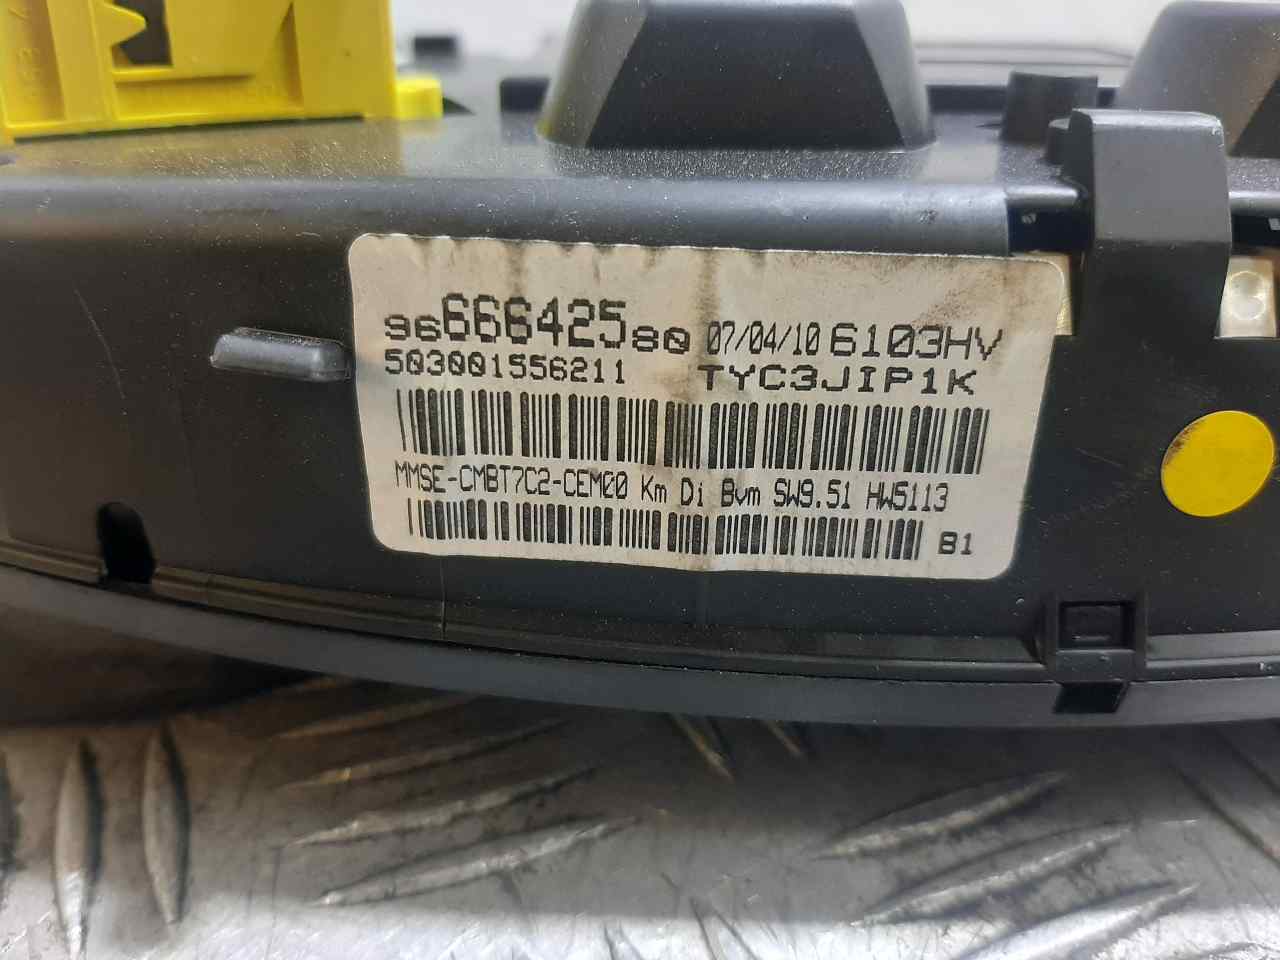 9666642580 07/04/10 6103HV
503001556211 TYC3JIP1K
MMSE-CMBT7C2-CEM00 Km Di Bvm SW9.51 HW5113
B1